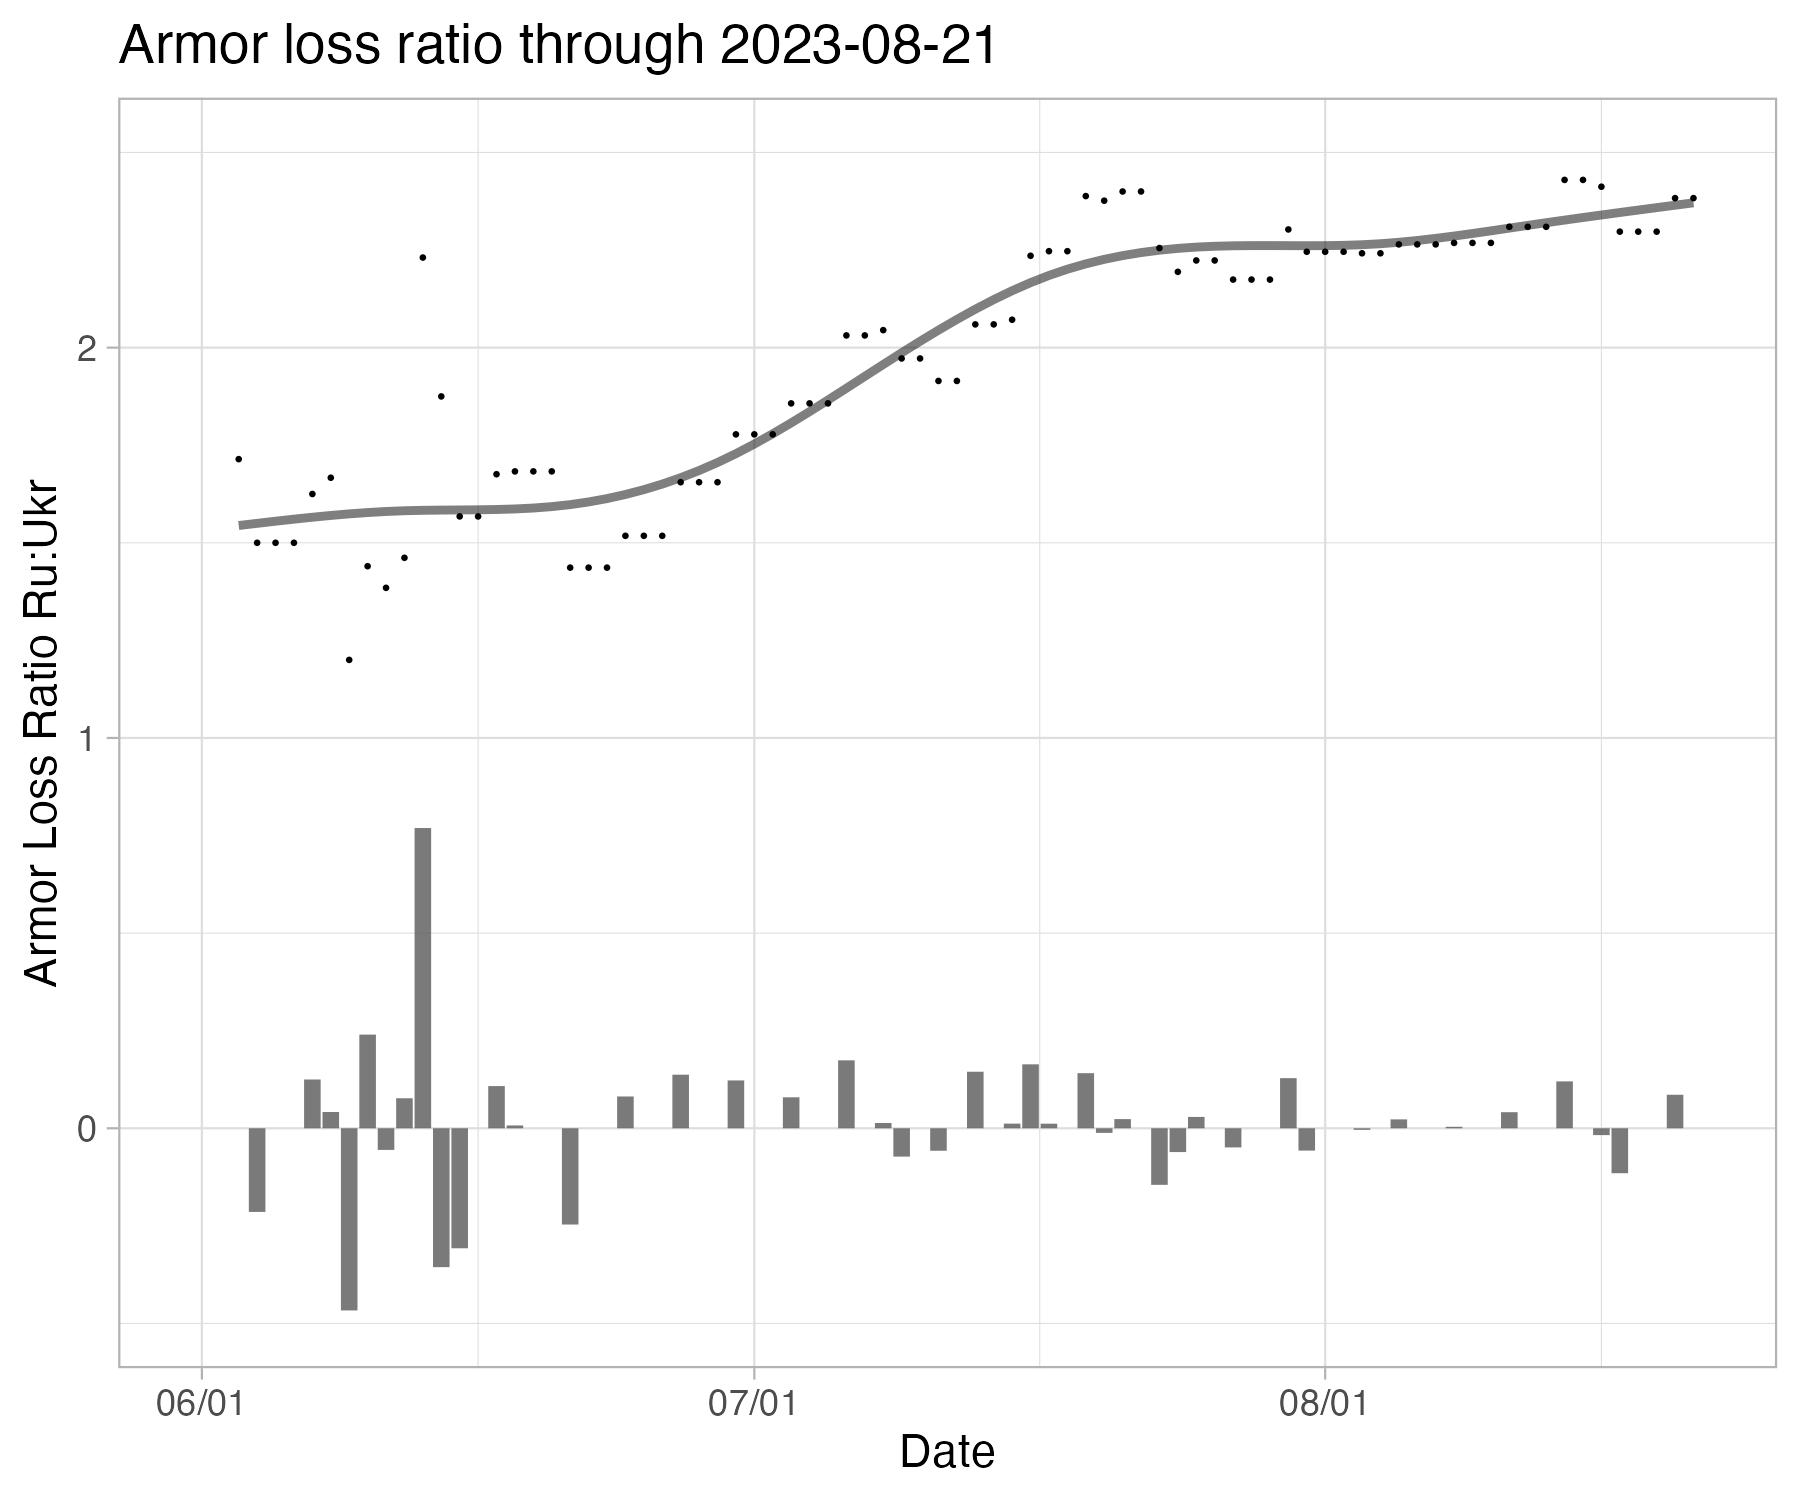 Armor loss ratio through 2023-08-21
Armor Loss Ratio Ru:Ukr
2
1
0
06/01
07/01
08/01
Date